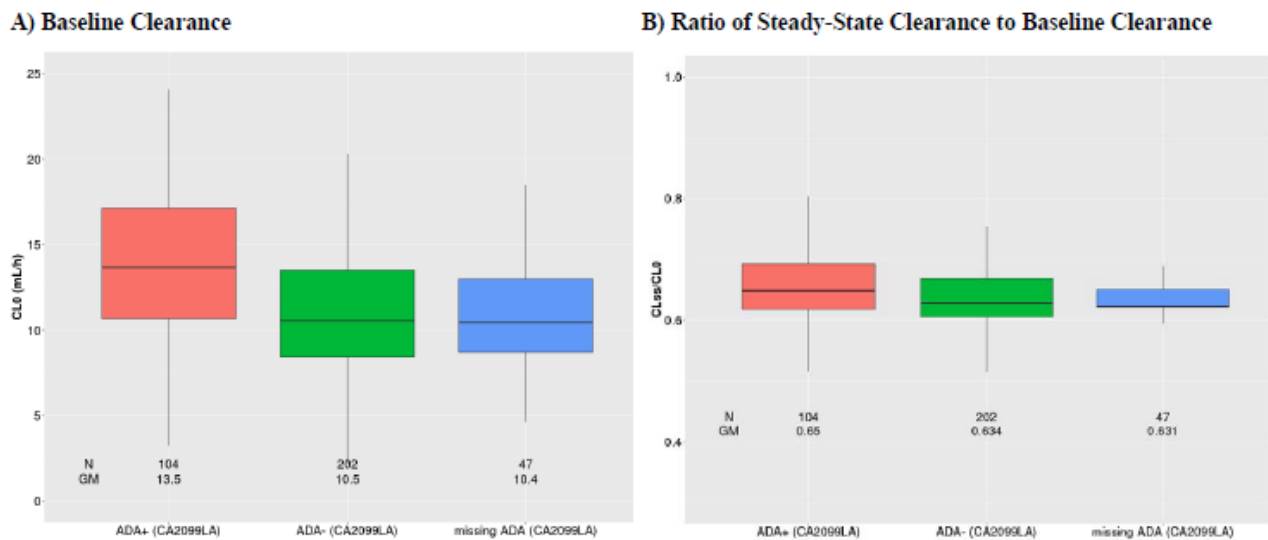 A) Baseline Clearance
25
20
15
10
5
0
CL0 (mL/h)
N 104 202 47
GM 13.5 10.5 10.4
ADA+ (CA2099LA) ADA- (CA2099LA) missing ADA (CA2099LA)
B) Ratio of Steady-State Clearance to Baseline Clearance
1.0
0.8
0.6
0.4
CLss/CL0
N 104 202 47
GM 0.65 0.634 0.631
ADA+ (CA2099LA) ADA- (CA2099LA) missing ADA (CA2099LA)